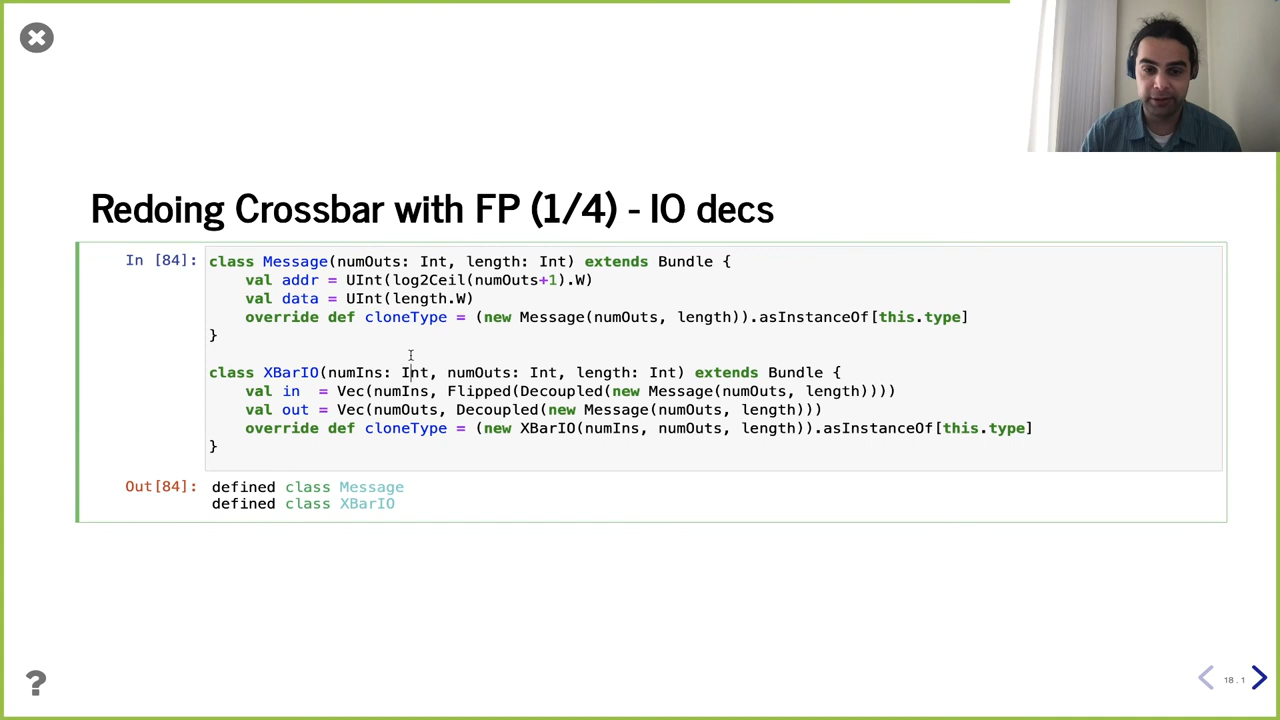 Redoing Crossbar with FP (1/4) - IO decs
In [84]:
class Message(numOuts: Int, length: Int) extends Bundle {
    val addr = UInt(log2Ceil(numOuts+1).W)
    val data = UInt(length.W)
    override def cloneType = (new Message(numOuts, length)).asInstanceOf[this.type]
}
class XBarIO(numIns: Int, numOuts: Int, length: Int) extends Bundle {
    val in  = Vec(numIns, Flipped(Decoupled(new Message(numOuts, length))))
    val out = Vec(numOuts, Decoupled(new Message(numOuts, length)))
    override def cloneType = (new XBarIO(numIns, numOuts, length)).asInstanceOf[this.type]
}
Out[84]:
defined class Message
defined class XBarIO
?
18.1